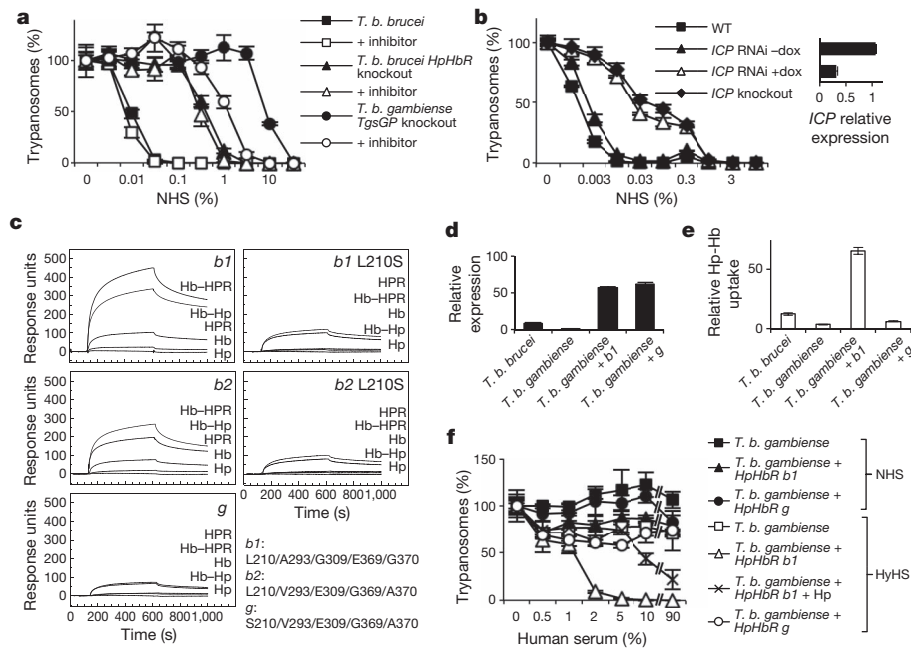 a
Trypanosomes (%)
100
50
0
0 0.01 0.1 1 10
NHS (%)
T. b. brucei
+ inhibitor
T. b. brucei HpHbR
knockout
+ inhibitor
T. b. gambiense
TgsGP knockout
+ inhibitor
b
Trypanosomes (%)
100
50
0
0 0.003 0.03 0.3 3
NHS (%)
WT
ICP RNAi –dox
ICP RNAi +dox
ICP knockout
0 0.5 1
ICP relative
expression
c
Response units
500
400
300
200
100
0
b1
Hb–HPR
Hb–Hp
HPR
Hb
Hp
b1 L210S
HPR
Hb–HPR
Hb
Hb–Hp
Hp
Response units
500
400
300
200
100
0
b2
Hb–HPR
Hb–Hp
HPR
Hb
Hp
b2 L210S
HPR
Hb–HPR
Hb
Hb–Hp
Hp
0 200 400 600 800 1,000
Time (s)
Response units
500
400
300
200
100
0
g
HPR
Hb–HPR
Hb
Hb–Hp
Hp
0 200 400 600 800 1,000
Time (s)
b1:
L210/A293/G309/E369/G370
b2:
L210/V293/E309/G369/A370
g:
S210/V293/E309/G369/A370
d
Relative
expression
100
50
0
T. b. brucei
T. b. gambiense
T. b. gambiense
+ b1
T. b. gambiense
+ g
e
Relative Hp-Hb
uptake
50
0
T. b. brucei
T. b. gambiense
T. b. gambiense
+ b1
T. b. gambiense
+ g
f
Trypanosomes (%)
150
100
50
0
0 0.5 1 2 5 10 90
Human serum (%)
T. b. gambiense
T. b. gambiense +
HpHbR b1
T. b. gambiense +
HpHbR g
NHS
T. b. gambiense
T. b. gambiense +
HpHbR b1
T. b. gambiense +
HpHbR b1 + Hp
T. b. gambiense +
HpHbR g
HyHS